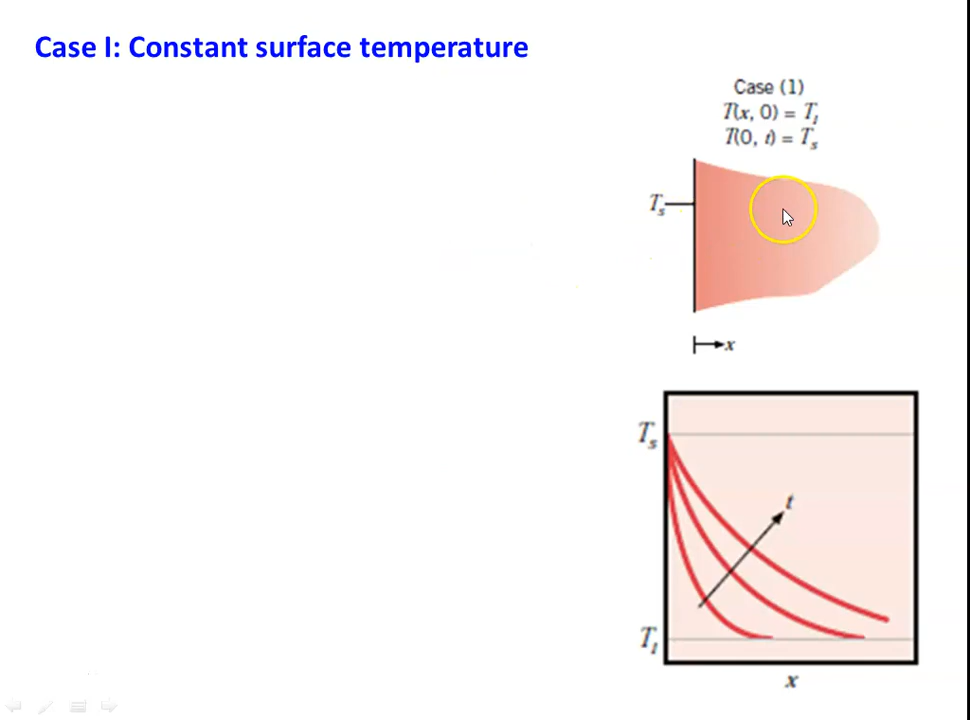 Case I: Constant surface temperature
Case (1)
T(x, 0) = Tᵢ
T(0, t) = Tₛ
Tₛ
x
Tₛ
t
Tᵢ
x